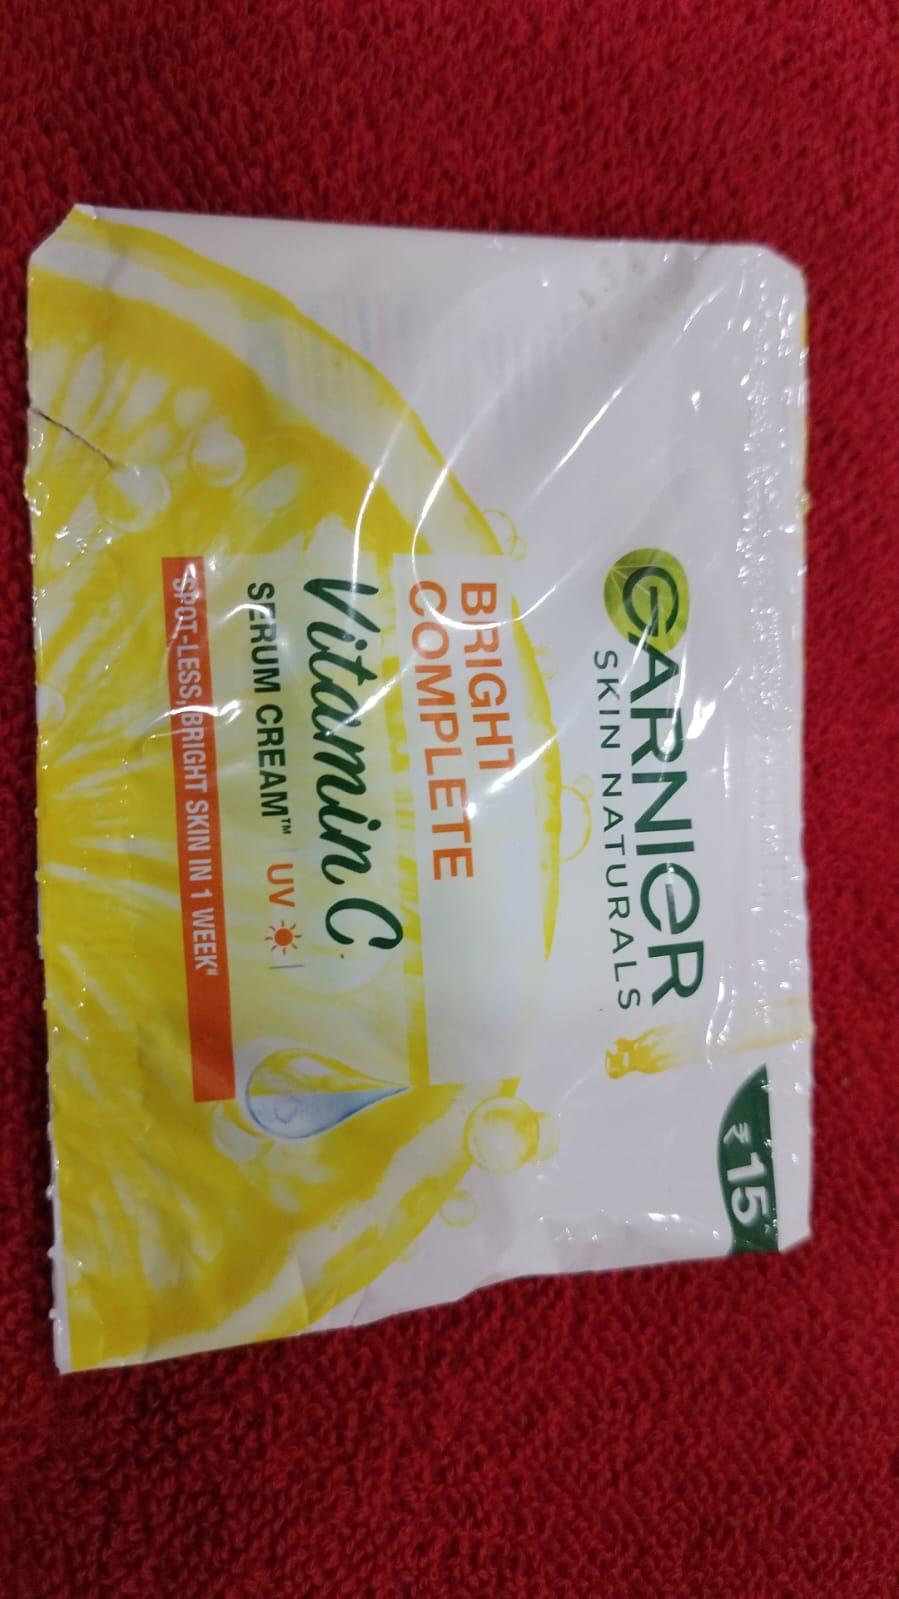 ₹ 15
GARNIER
SKIN NATURALS
BRIGHT
COMPLETE
Vitamin C
SERUM CREAM™ | UV |
SPOT-LESS, BRIGHT SKIN IN 1 WEEK#